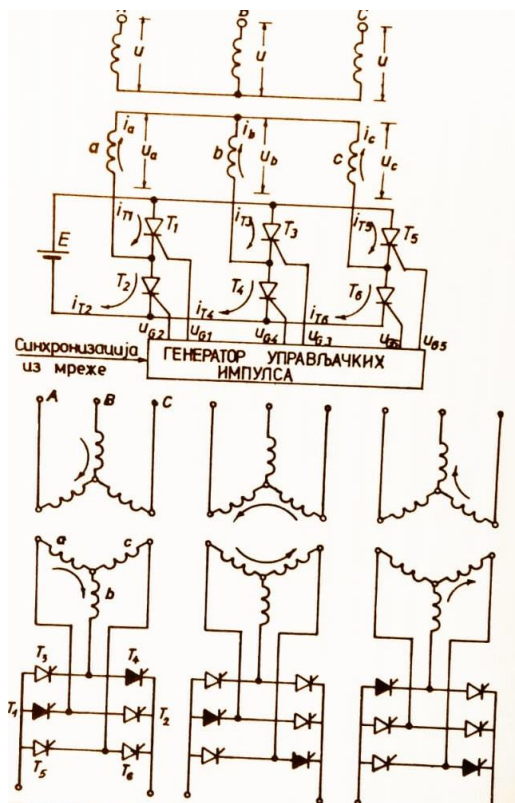 B
u
u
u
i_a
i_b
i_c
a
u_a
b
u_b
c
u_c
E
i_T1
T_1
i_T3
T_3
i_T5
T_5
T_2
T_4
T_6
i_T2
i_T4
i_T6
u_G2
u_G1
u_G4
u_G3
u_G5
Синхронизација
из мреже
ГЕНЕРАТОР УПРАВЉАЧКИХ
ИМПУЛСА
A
B
C
a
c
b
T_3
T_4
T_1
T_2
T_5
T_6